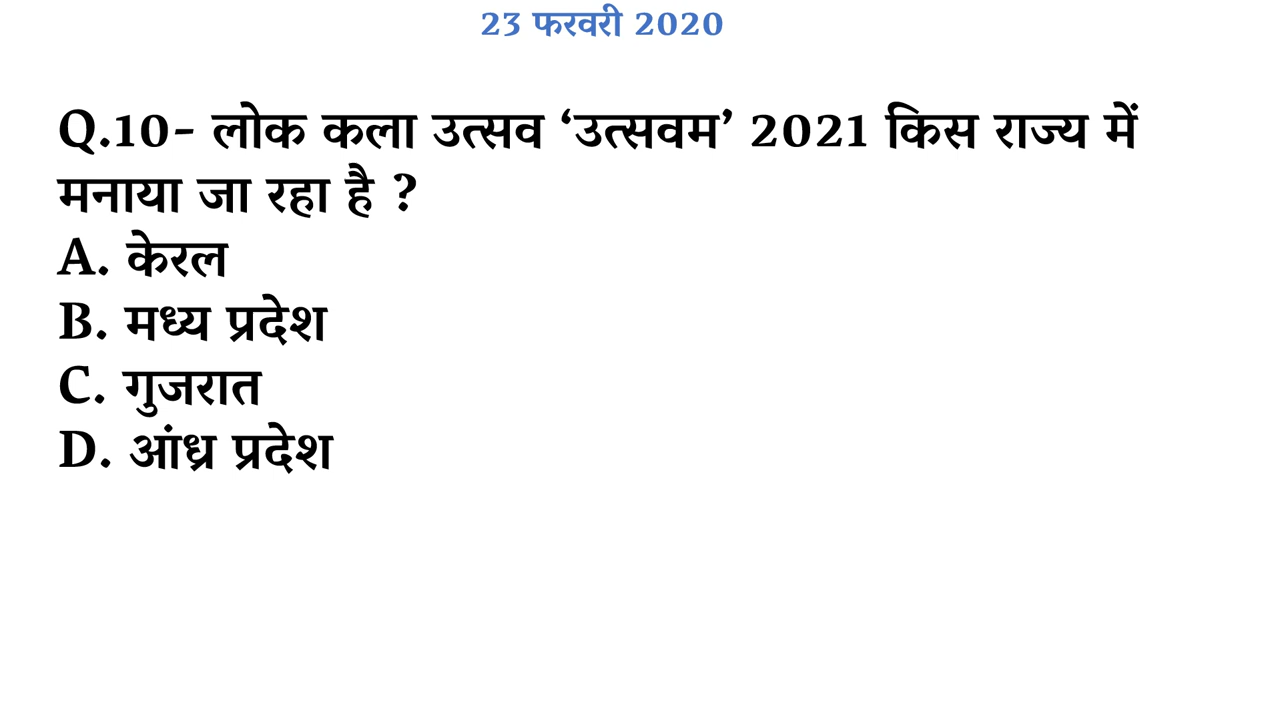 23 फरवरी 2020
Q.10- लोक कला उत्सव ‘उत्सवम’ 2021 किस राज्य में
मनाया जा रहा है ?
A. केरल
B. मध्य प्रदेश
C. गुजरात
D. आंध्र प्रदेश